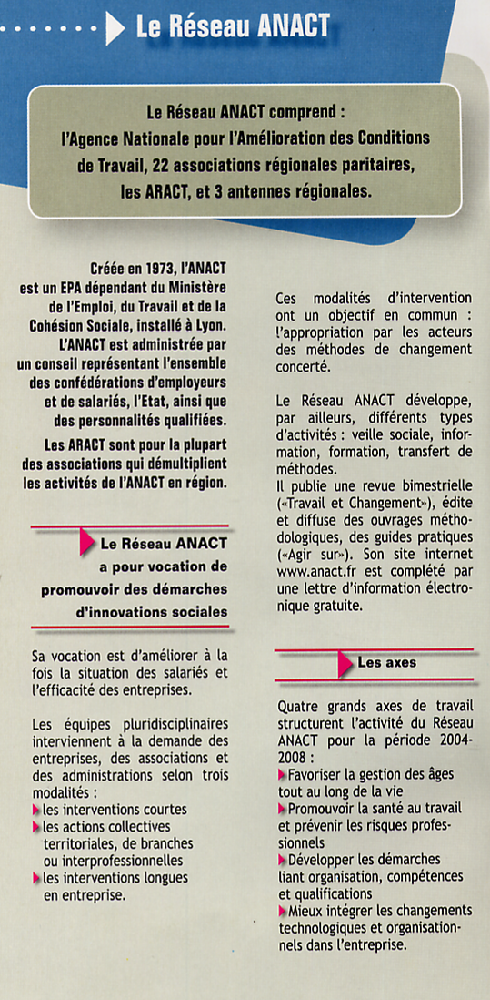 Le Réseau ANACT
Le Réseau ANACT comprend :
l'Agence Nationale pour l'Amélioration des Conditions
de Travail, 22 associations régionales paritaires,
les ARACT, et 3 antennes régionales.
Créée en 1973, l'ANACT
est un EPA dépendant du Ministère
de l'Emploi, du Travail et de la
Cohésion Sociale, installé à Lyon.
L'ANACT est administrée par
un conseil représentant l'ensemble
des confédérations d'employeurs
et de salariés, l'Etat, ainsi que
des personnalités qualifiées.
Les ARACT sont pour la plupart
des associations qui démultiplient
les activités de l'ANACT en région.
Le Réseau ANACT
a pour vocation de
promouvoir des démarches
d'innovations sociales
Sa vocation est d'améliorer à la
fois la situation des salariés et
l'efficacité des entreprises.
Les équipes pluridisciplinaires
interviennent à la demande des
entreprises, des associations et
des administrations selon trois
modalités :
les interventions courtes
les actions collectives
territoriales, de branches
ou interprofessionnelles
les interventions longues
en entreprise.
Ces modalités d'intervention
ont un objectif en commun :
l'appropriation par les acteurs
des méthodes de changement
concerté.
Le Réseau ANACT développe,
par ailleurs, différents types
d'activités : veille sociale, infor-
mation, formation, transfert de
méthodes.
Il publie une revue bimestrielle
(«Travail et Changement»), édite
et diffuse des ouvrages métho-
dologiques, des guides pratiques
(«Agir sur»). Son site internet
www.anact.fr est complété par
une lettre d'information électro-
nique gratuite.
Les axes
Quatre grands axes de travail
structurent l'activité du Réseau
ANACT pour la période 2004-
2008 :
Favoriser la gestion des âges
tout au long de la vie
Promouvoir la santé au travail
et prévenir les risques profes-
sionnels
Développer les démarches
liant organisation, compétences
et qualifications
Mieux intégrer les changements
technologiques et organisation-
nels dans l'entreprise.